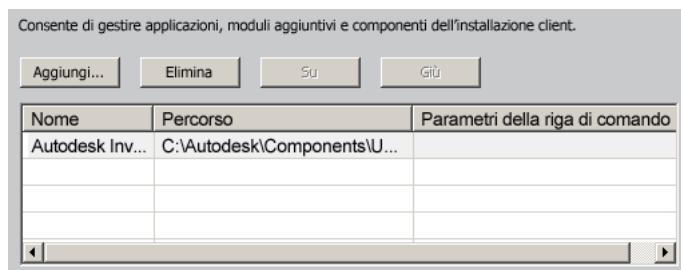 Consente di gestire applicazioni, moduli aggiuntivi e componenti dell'installazione client.
Aggiungi... Elimina Su Giù
Nome Percorso Parametri della riga di comando
Autodesk Inv... C:\Autodesk\Components\U...